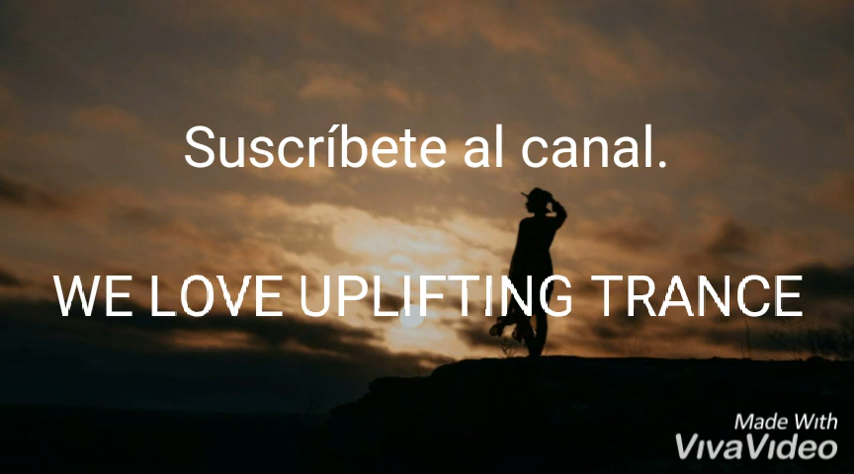 Suscríbete al canal.
WE LOVE UPLIFTING TRANCE
Made With
VivaVideo